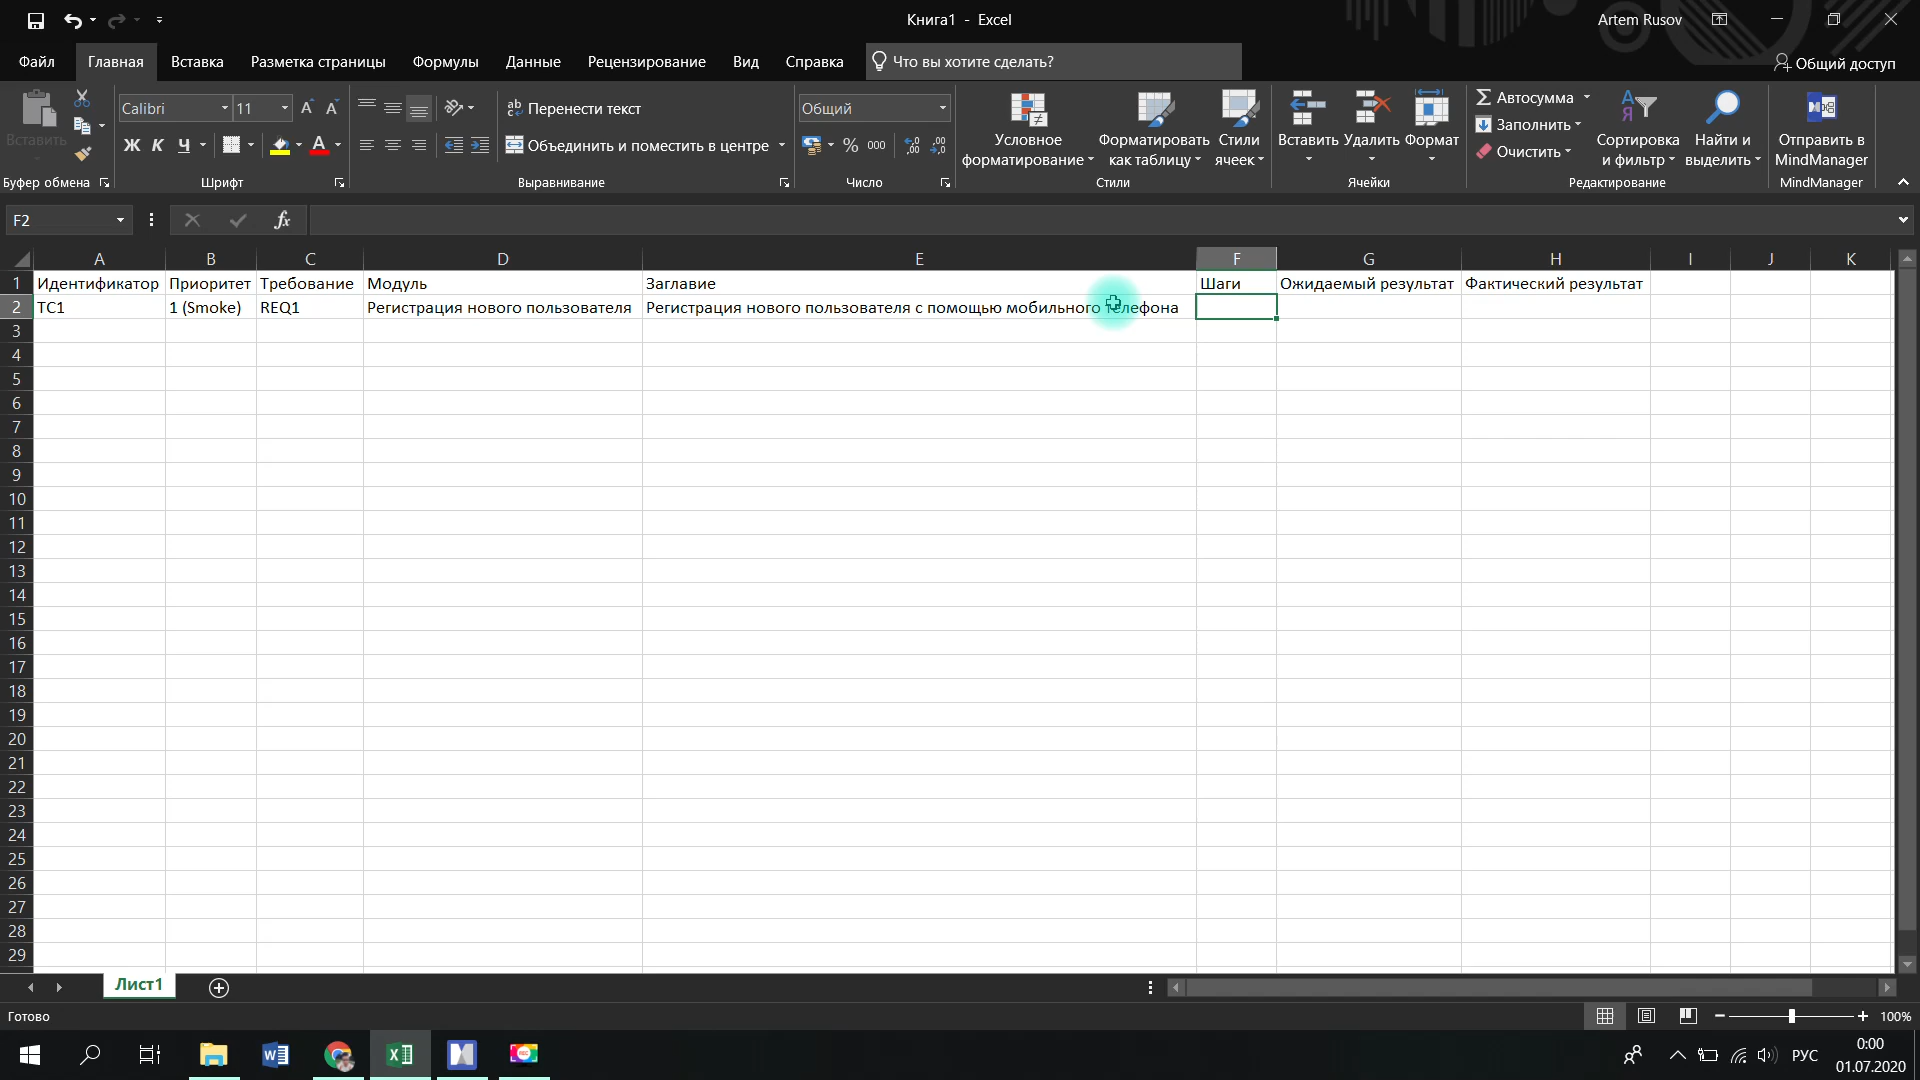 Книга1 - Excel
Artem Rusov
Файл
Главная
Вставка
Разметка страницы
Формулы
Данные
Рецензирование
Вид
Справка
Что вы хотите сделать?
Общий доступ
Вставить
Буфер обмена
Calibri
11
Ж К Ч
А
Шрифт
ab
Перенести текст
Объединить и поместить в центре
Выравнивание
Общий
% 000
Число
Условное
форматирование
Форматировать
как таблицу
Стили
ячеек
Стили
Вставить
Удалить
Формат
Ячейки
Автосумма
Заполнить
Очистить
Сортировка
и фильтр
Найти и
выделить
Редактирование
Отправить в
MindManager
MindManager
F2
fx
A B C D E F G H I J K
1 Идентификатор Приоритет Требование Модуль Заглавие Шаги Ожидаемый результат Фактический результат
2 TC1 1 (Smoke) REQ1 Регистрация нового пользователя Регистрация нового пользователя с помощью мобильного телефона
3
4
5
6
7
8
9
10
11
12
13
14
15
16
17
18
19
20
21
22
23
24
25
26
27
28
29
Лист1
Готово
100%
РУС
0:00
01.07.2020